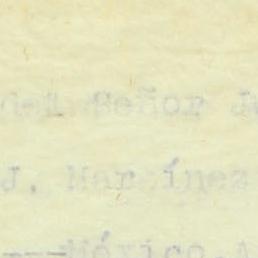 del Señor J
J. Martínez
---México,